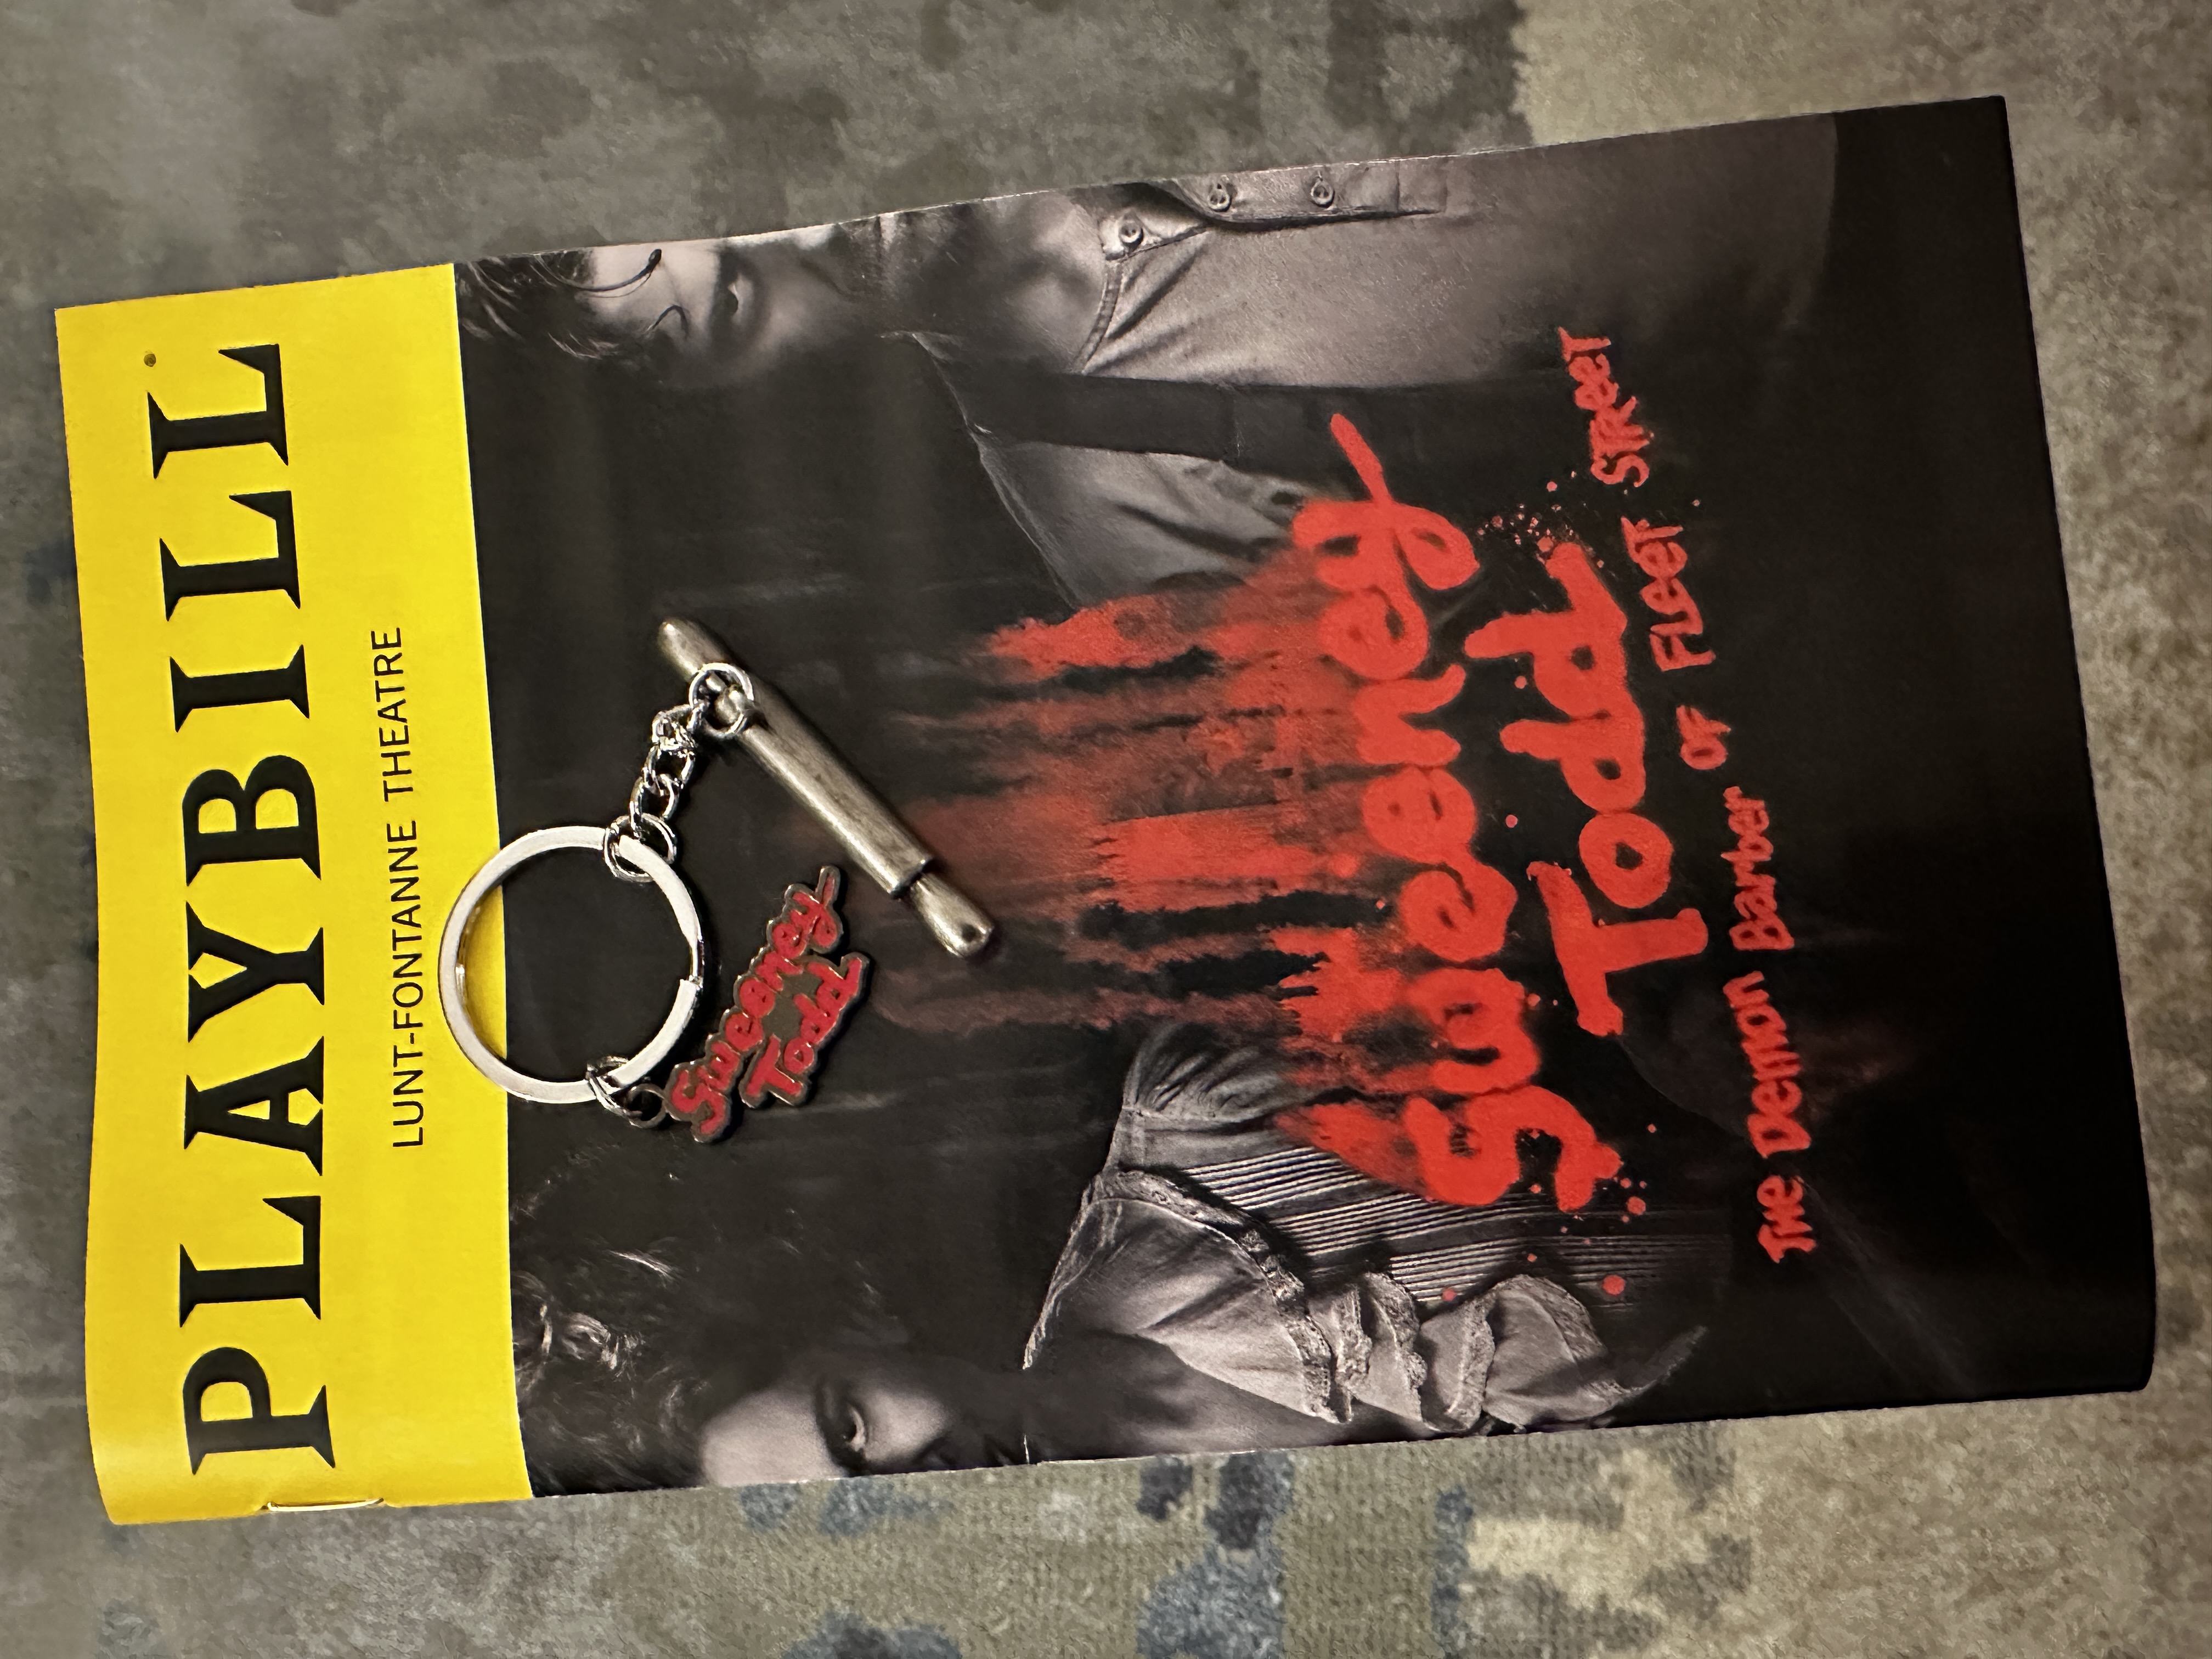 PLAYBILL
LUNT-FONTANNE THEATRE
Sweeney
Todd
Sweeney
Todd
THE Demon Barber OF FLeeT STReeT